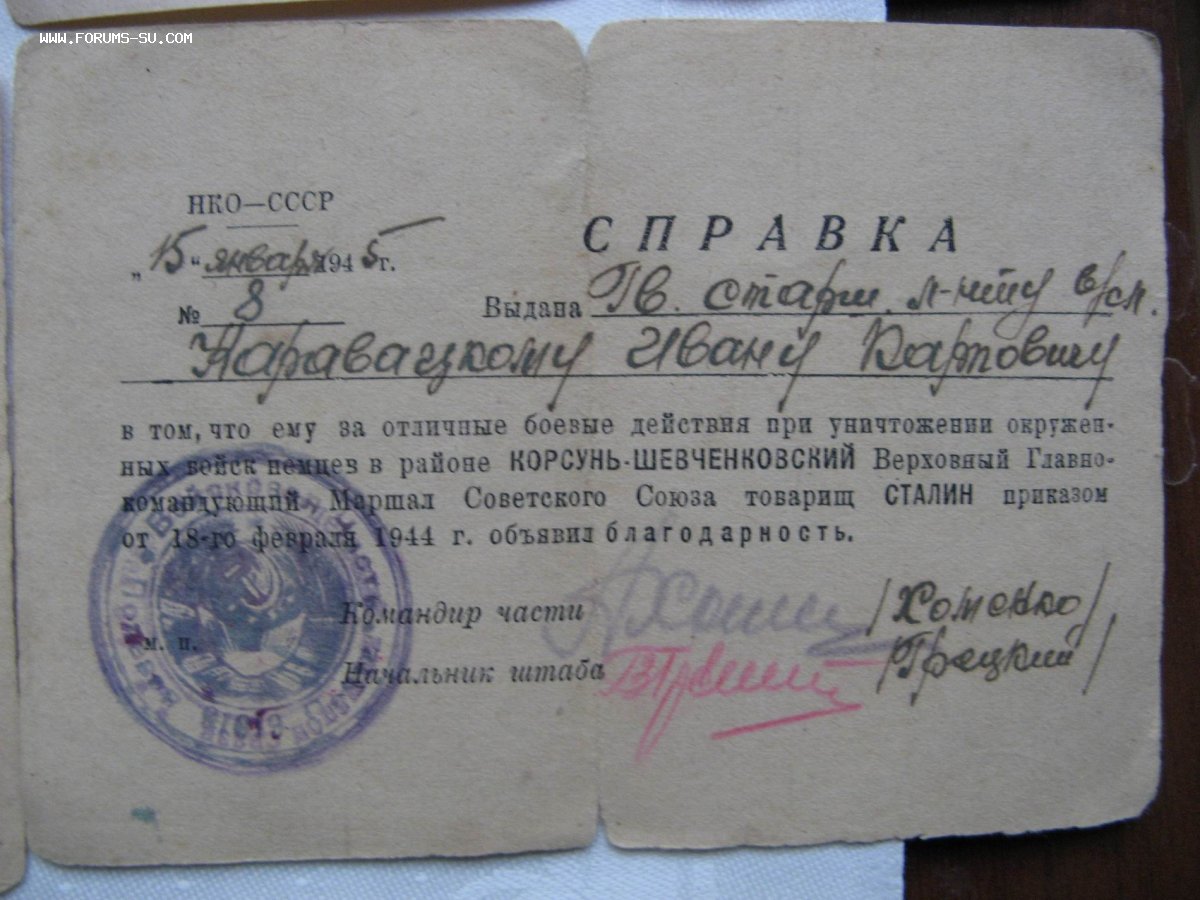 www.forums-su.com
НКО—СССР
„15“ января 1945 г.
№ 8
СПРАВКА
Выдана Гв. старш. л-нту в/сл.
Каравацкому Ивану Карповичу
в том, что ему за отличные боевые действия при уничтожении окружен-
ных войск немцев в районе КОРСУНЬ-ШЕВЧЕНКОВСКИЙ Верховный Главно-
командующий Маршал Советского Союза товарищ СТАЛИН приказом
от 18-го февраля 1944 г. объявил благодарность.
Командир части /Хоменко/
м. п.
Начальник штаба /Грецкий/